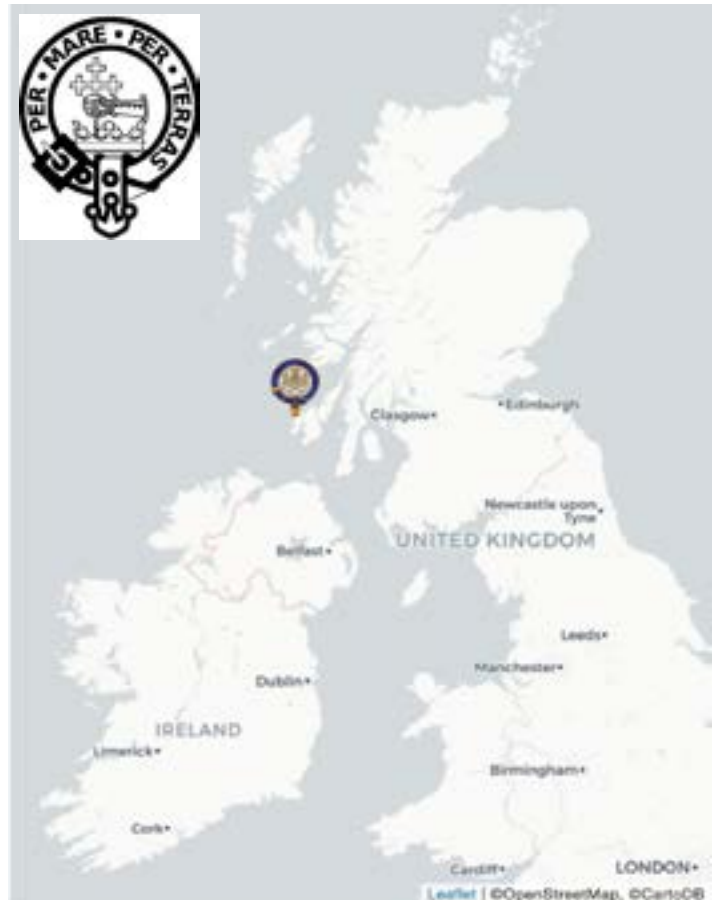 PER • MARE • PER • TERRAS
Glasgow
Edinburgh
Newcastle upon
Tyne
UNITED KINGDOM
Belfast
Leeds
Manchester
Dublin
IRELAND
Limerick
Birmingham
Cork
Cardiff
LONDON
Leaflet | ©OpenStreetMap, ©CartoDB